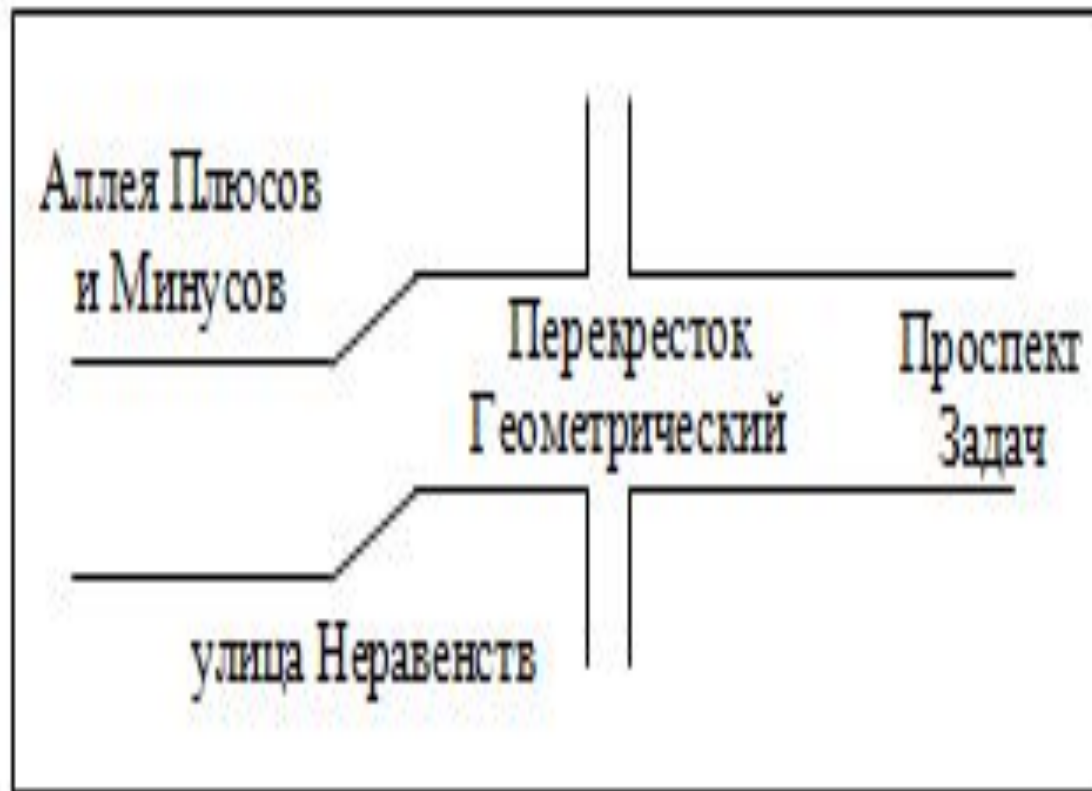 Аллея Плюсов
и Минусов
Перекресток
Геометрический
Проспект
Задач
улица Неравенств